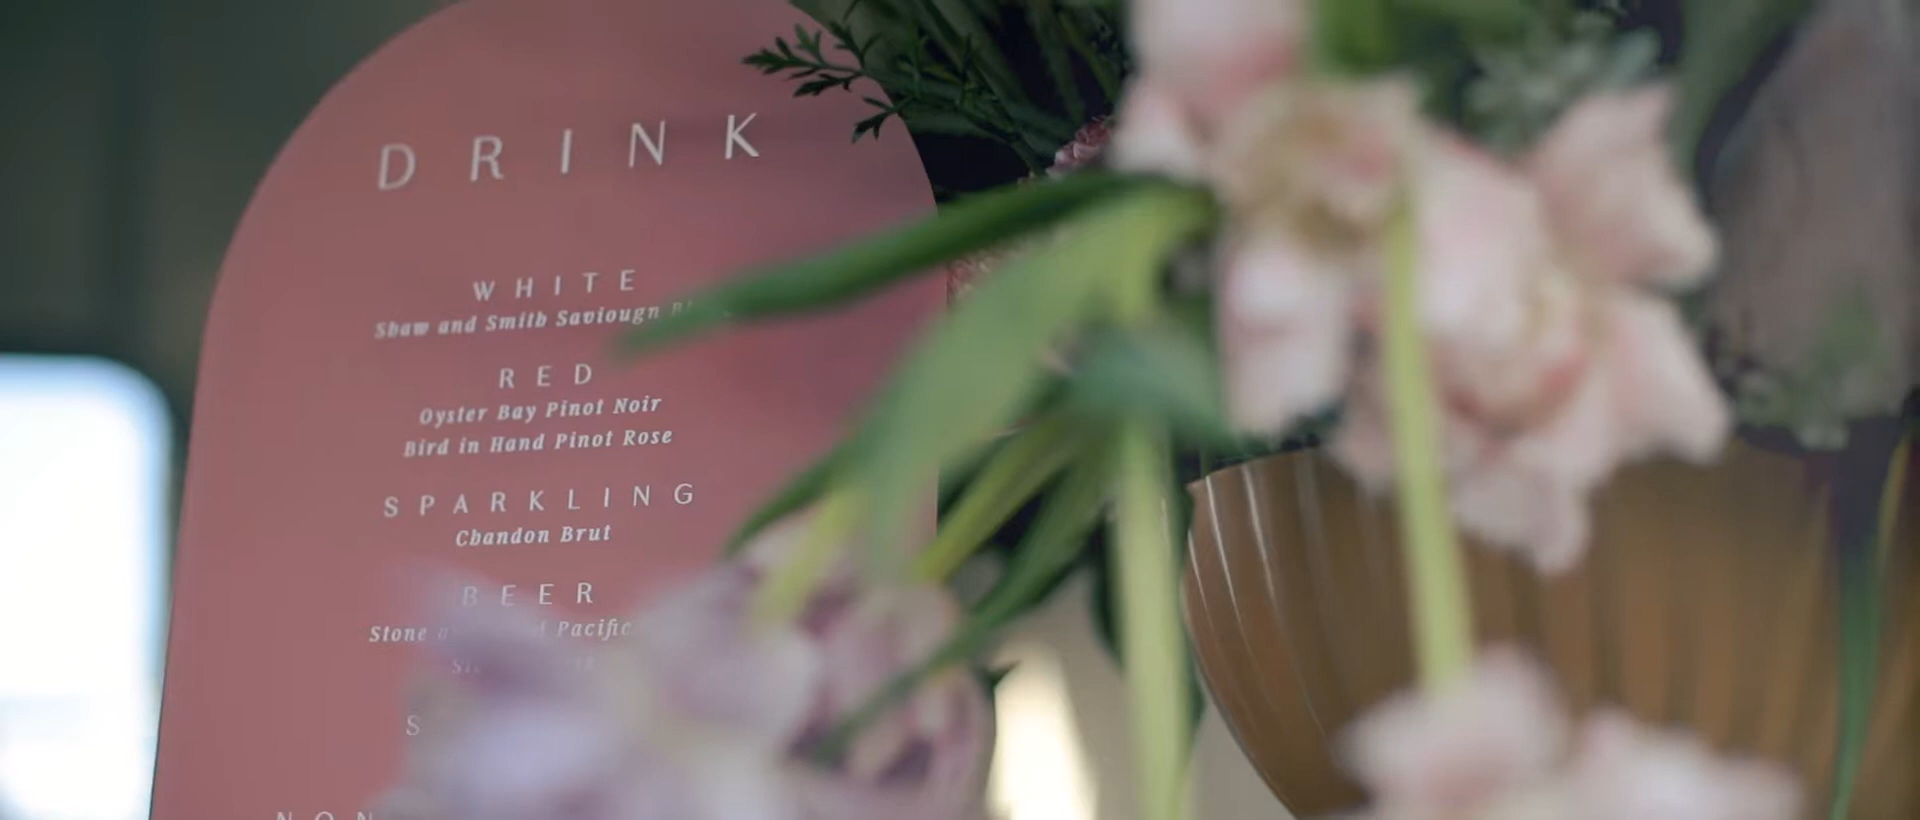 DRINK
WHITE
Shaw and Smith Saviougn
RED
Oyster Bay Pinot Noir
Bird in Hand Pinot Rose
SPARKLING
Chandon Brut
BEER
Stone Pacific
NON